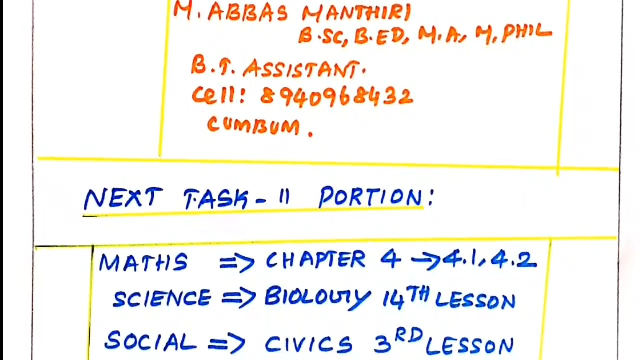 M. ABBAS MANTHIRI
B.SC, B.ED, M.A, M.PHIL
B.T. ASSISTANT.
Cell: 8940968432
CUMBUM.
NEXT TASK-11 PORTION:
MATHS => CHAPTER 4 → 4.1, 4.2
SCIENCE => BIOLOGY 14TH LESSON
SOCIAL => CIVICS 3RD LESSON